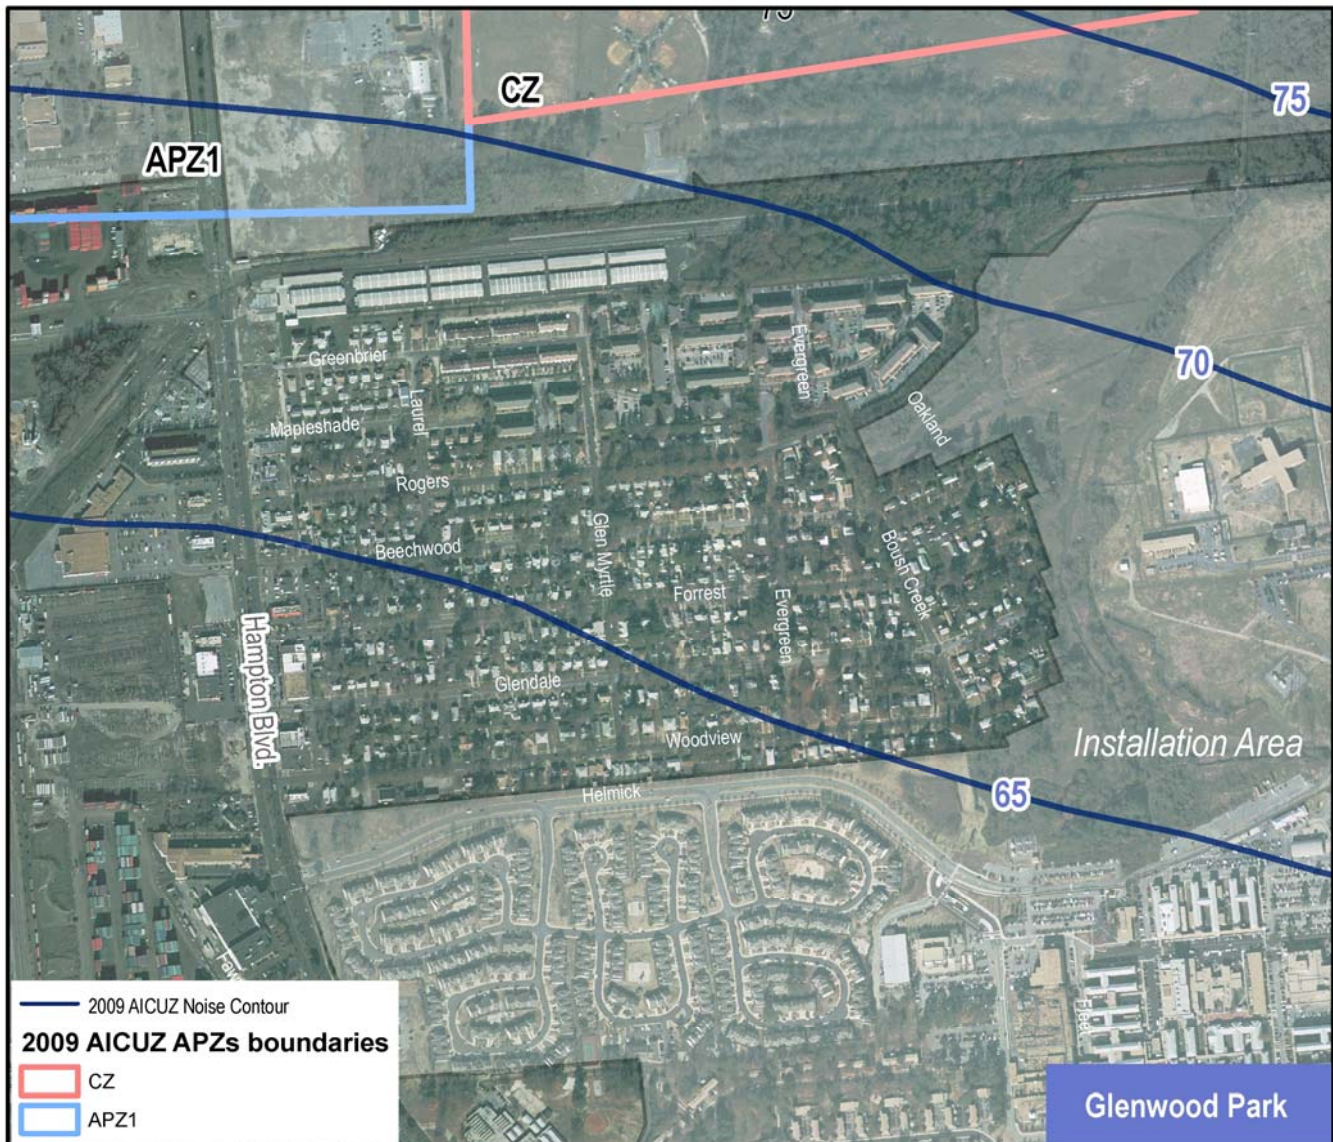 75
CZ
75
APZ1
Evergreen
Greenbrier
70
Laurel
Oakland
Mapleshade
Rogers
Glen Myrtle
Beechwood
Boush Creek
Forrest
Evergreen
Hampton Blvd.
Glendale
Woodview
Installation Area
Helmick
65
2009 AICUZ Noise Contour
2009 AICUZ APZs boundaries
CZ
APZ1
Glenwood Park